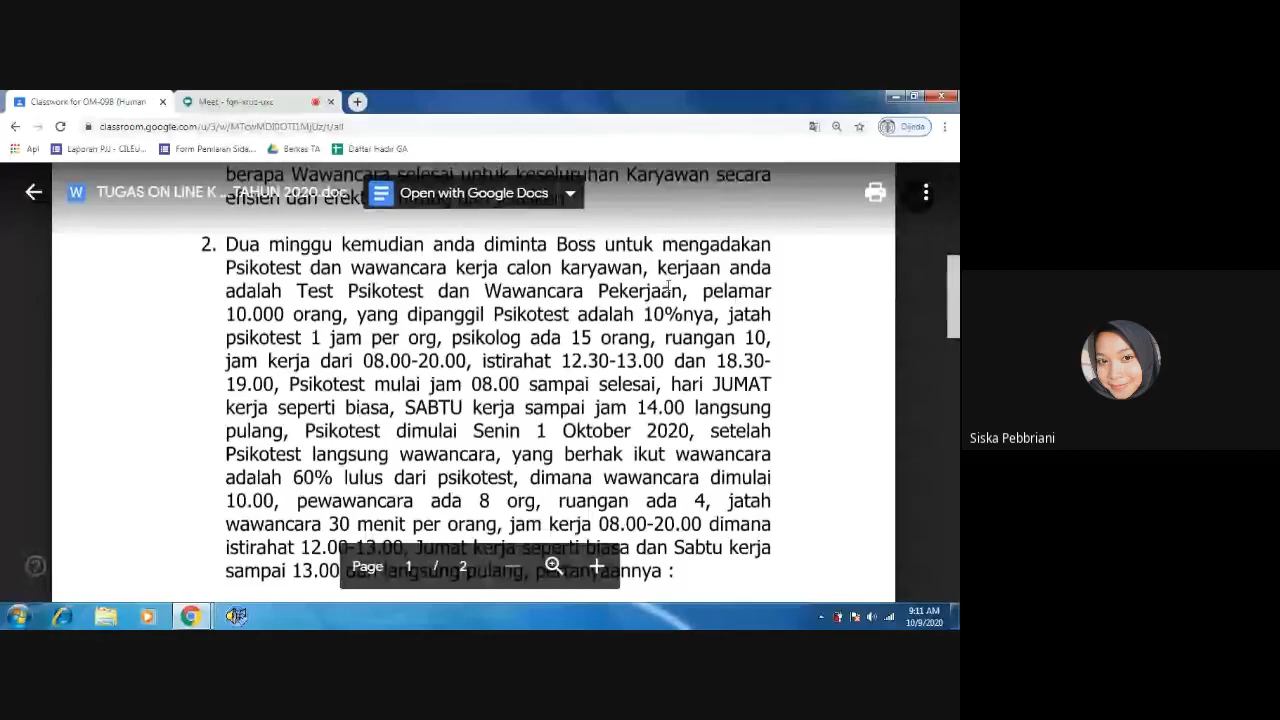 Classwork for OM-098 (Human
Meet -
classroom.google.com
Apl Laporan PJJ - CILEU... Form Penilaian Sida... Berkas TA Daftar Hadir GA
Djieda
berapa Wawancara selesai untuk keseluruhan Karyawan secara
TUGAS ON LINE K ... TAHUN 2020.doc
Open with Google Docs
2. Dua minggu kemudian anda diminta Boss untuk mengadakan
Psikotest dan wawancara kerja calon karyawan, kerjaan anda
adalah Test Psikotest dan Wawancara Pekerjaan, pelamar
10.000 orang, yang dipanggil Psikotest adalah 10%nya, jatah
psikotest 1 jam per org, psikolog ada 15 orang, ruangan 10,
jam kerja dari 08.00-20.00, istirahat 12.30-13.00 dan 18.30-
19.00, Psikotest mulai jam 08.00 sampai selesai, hari JUMAT
kerja seperti biasa, SABTU kerja sampai jam 14.00 langsung
pulang, Psikotest dimulai Senin 1 Oktober 2020, setelah
Psikotest langsung wawancara, yang berhak ikut wawancara
adalah 60% lulus dari psikotest, dimana wawancara dimulai
10.00, pewawancara ada 8 org, ruangan ada 4, jatah
wawancara 30 menit per orang, jam kerja 08.00-20.00 dimana
istirahat 12.00-13.00, Jumat kerja seperti biasa dan Sabtu kerja
sampai 13.00 dan langsung pulang, pertanyaannya :
Page 1 / 2
9:11 AM
10/9/2020
Siska Pebbriani